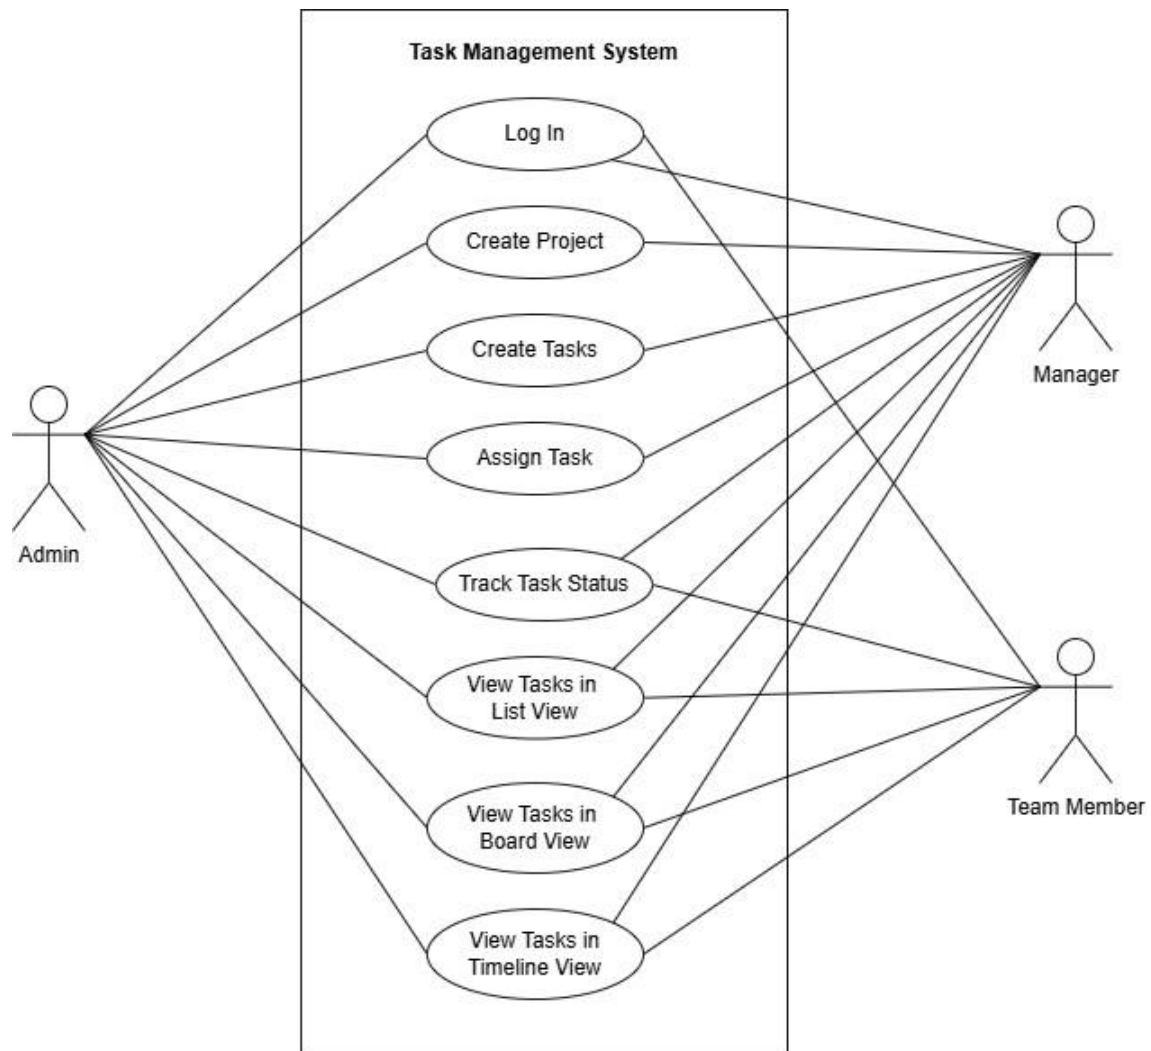 Task Management System
Log In
Create Project
Manager
Create Tasks
Admin
Assign Task
Track Task Status
View Tasks in
List View
Team Member
View Tasks in
Board View
View Tasks in
Timeline View